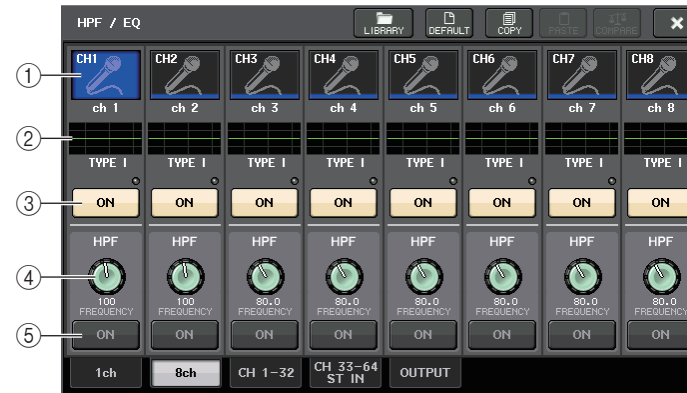 HPF / EQ
LIBRARY DEFAULT COPY PASTE COMPARE ×
1 CH1 CH2 CH3 CH4 CH5 CH6 CH7 CH8
ch 1 ch 2 ch 3 ch 4 ch 5 ch 6 ch 7 ch 8
2
TYPE I TYPE I TYPE I TYPE I TYPE I TYPE I TYPE I TYPE I
3 ON ON ON ON ON ON ON ON
HPF HPF HPF HPF HPF HPF HPF HPF
4
100 100 80.0 80.0 80.0 80.0 80.0 80.0
FREQUENCY FREQUENCY FREQUENCY FREQUENCY FREQUENCY FREQUENCY FREQUENCY FREQUENCY
5 ON ON ON ON ON ON ON ON
1ch 8ch CH 1-32 CH 33-64 ST IN OUTPUT